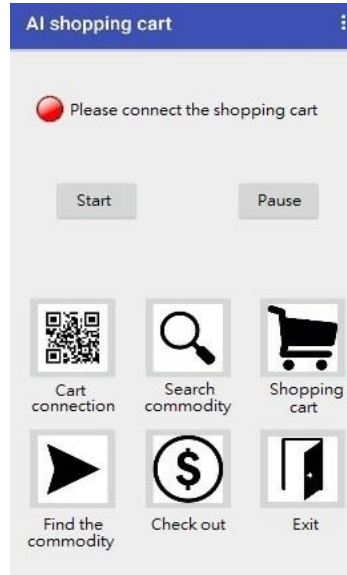 AI shopping cart
Please connect the shopping cart
Start
Pause
Cart
connection
Search
commodity
Shopping
cart
Find the
commodity
Check out
Exit